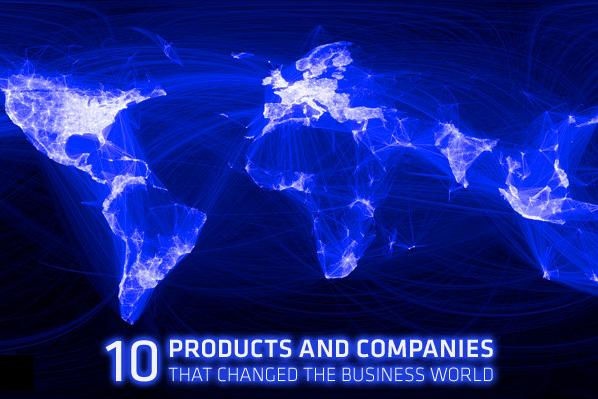 10 PRODUCTS AND COMPANIES
THAT CHANGED THE BUSINESS WORLD